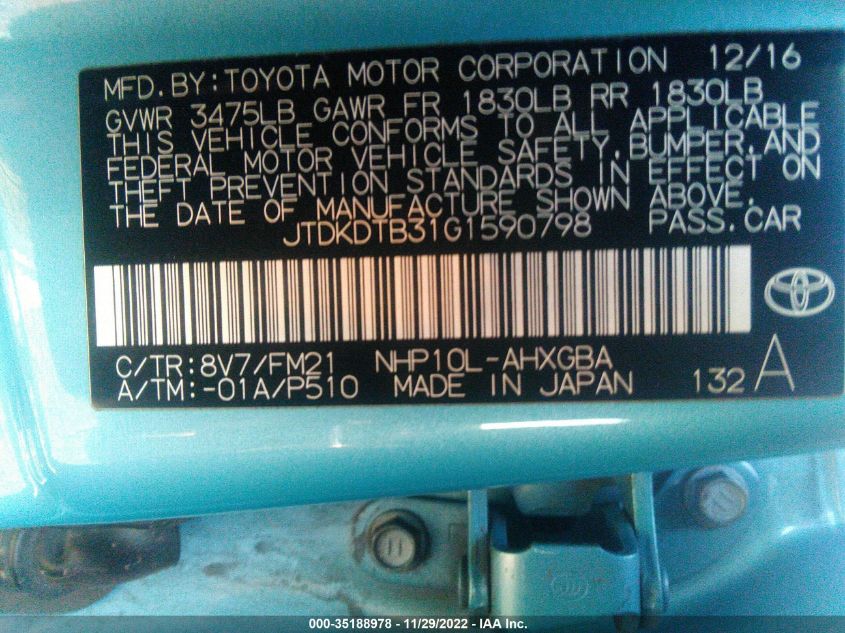 MFD.BY:TOYOTA MOTOR CORPORATION 12/16
GVWR 3475LB GAWR FR 1830LB RR 1830LB
THIS VEHICLE CONFORMS TO ALL APPLICABLE
FEDERAL MOTOR VEHICLE SAFETY,BUMPER,AND
THEFT PREVENTION STANDARDS IN EFFECT ON
THE DATE OF MANUFACTURE SHOWN ABOVE.
JTDKDTB31G1590798 PASS.CAR
C/TR:8V7/FM21 NHP10L-AHXGBA
A/TM:-01A/P510 MADE IN JAPAN 132 A
000-35188978 - 11/29/2022 - IAA Inc.